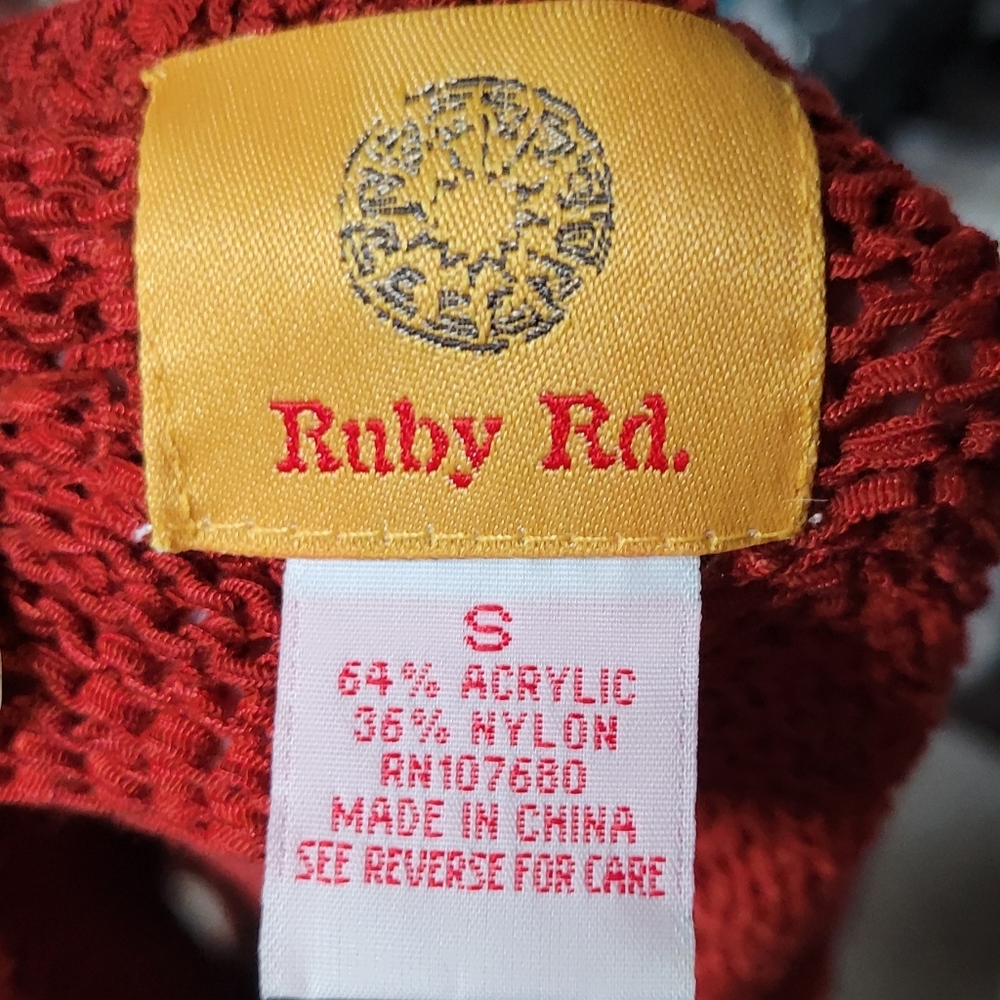 Ruby Rd.
S
64% ACRYLIC
36% NYLON
RN107680
MADE IN CHINA
SEE REVERSE FOR CARE